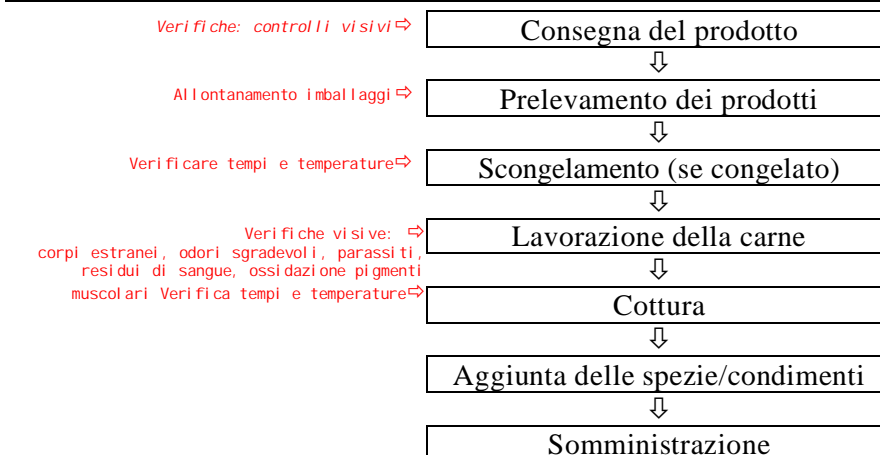 Verifiche: controlli visivi⇨ Consegna del prodotto
⇩
Allontanamento imballaggi⇨ Prelevamento dei prodotti
⇩
Verificare tempi e temperature⇨ Scongelamento (se congelato)
⇩
Verifiche visive: ⇨ Lavorazione della carne
corpi estranei, odori sgradevoli, parassiti,
residui di sangue, ossidazione pigmenti
⇩
muscolari Verifica tempi e temperature⇨ Cottura
⇩
Aggiunta delle spezie/condimenti
⇩
Somministrazione